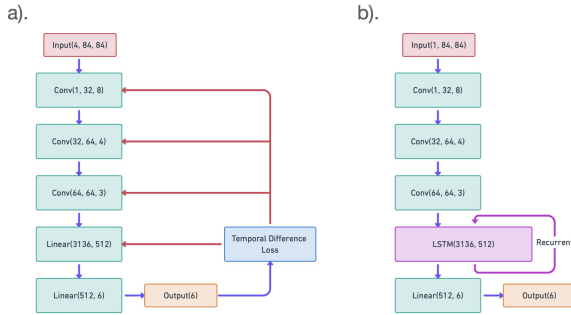 a).
Input(4, 84, 84)
Conv(1, 32, 8)
Conv(32, 64, 4)
Conv(64, 64, 3)
Linear(3136, 512)
Temporal Difference
Loss
Linear(512, 6)
Output(6)
b).
Input(1, 84, 84)
Conv(1, 32, 8)
Conv(32, 64, 4)
Conv(64, 64, 3)
LSTM(3136, 512)
Recurren
Linear(512, 6)
Output(6)